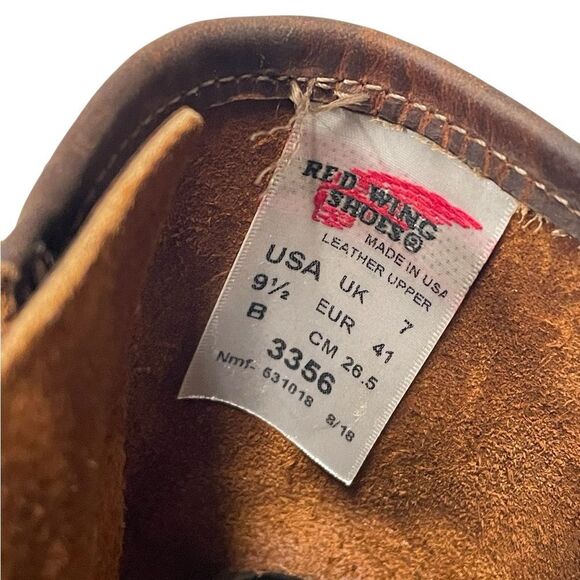 RED WING
SHOES®
MADE IN USA
LEATHER UPPER
USA UK 7
9½ EUR 41
B CM 26.5
3356
Nmf- 531018 8/18